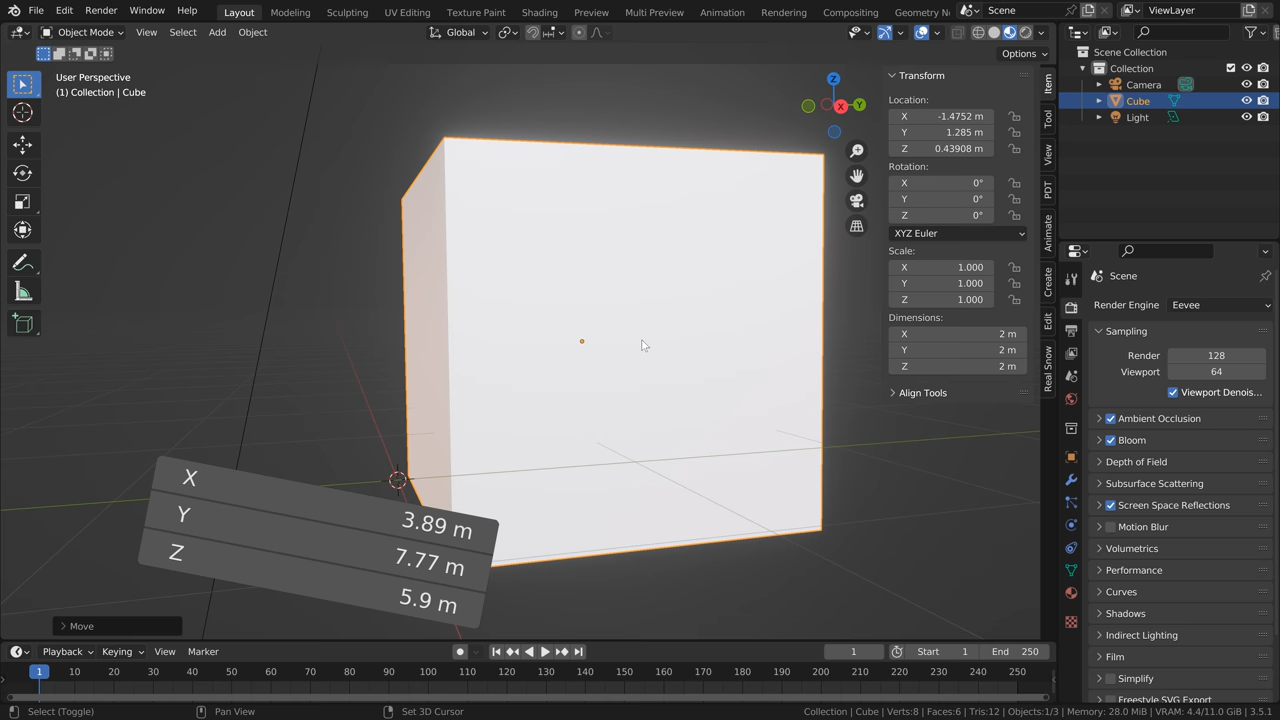 File Edit Render Window Help Layout Modeling Sculpting UV Editing Texture Paint Shading Preview Multi Preview Animation Rendering Compositing Geometry N Scene ViewLayer
Object Mode View Select Add Object Global
Options
User Perspective
(1) Collection | Cube
Z
Y
X
Transform
Location:
X -1.4752 m
Y 1.285 m
Z 0.43908 m
Rotation:
X 0°
Y 0°
Z 0°
XYZ Euler
Scale:
X 1.000
Y 1.000
Z 1.000
Dimensions:
X 2 m
Y 2 m
Z 2 m
Align Tools
Item
Tool
View
PDT
Animate
Create
Edit
Real Snow
Scene Collection
Collection
Camera
Cube
Light
Scene
Render Engine Eevee
Sampling
Render 128
Viewport 64
Viewport Denois...
Ambient Occlusion
Bloom
Depth of Field
Subsurface Scattering
Screen Space Reflections
Motion Blur
Volumetrics
Performance
Curves
Shadows
Indirect Lighting
Film
Simplify
Freestyle SVG Export
X 3.89 m
Y 7.77 m
Z 5.9 m
Move
Playback Keying View Marker 1 Start 1 End 250
1 10 20 30 40 50 60 70 80 90 100 110 120 130 140 150 160 170 180 190 200 210 220 230 240 250
Select (Toggle) Pan View Set 3D Cursor Collection | Cube | Verts:8 | Faces:6 | Tris:12 | Objects:1/3 | Memory: 28.0 MiB | VRAM: 4.4/11.0 GiB | 3.5.1